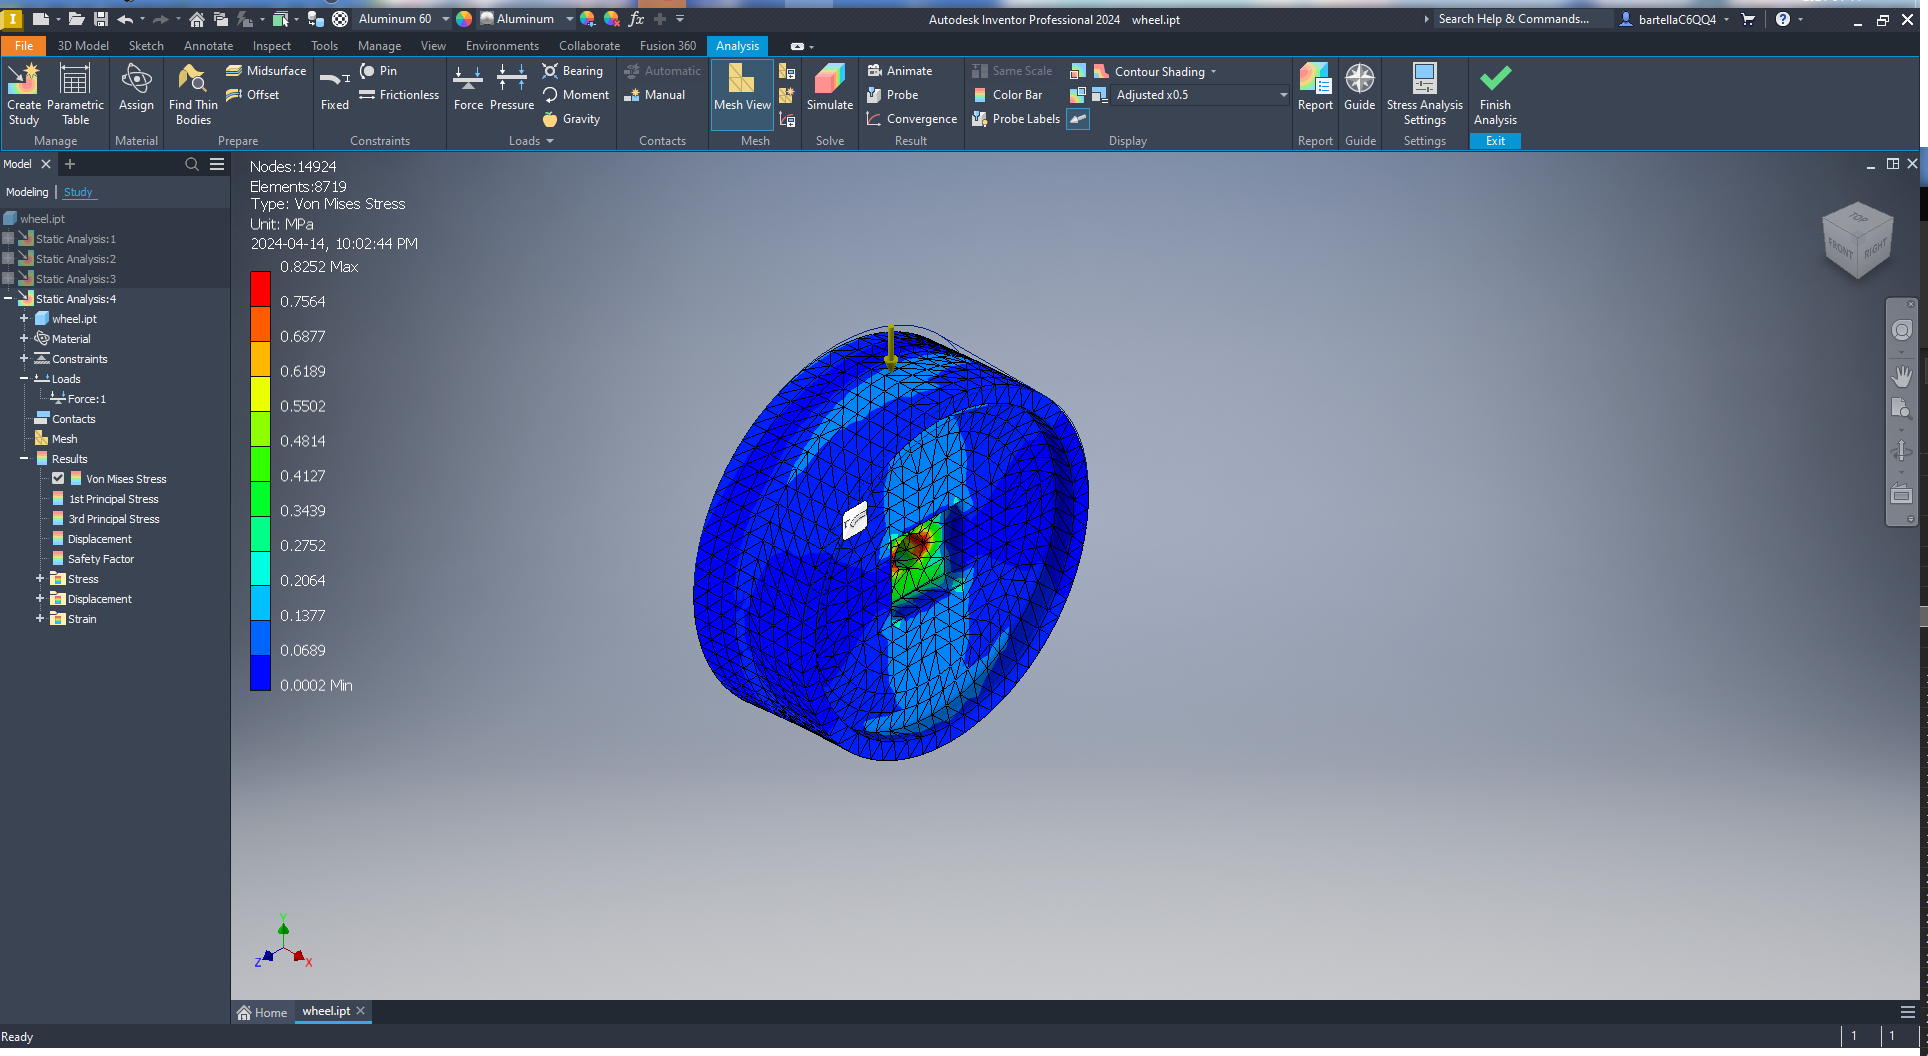 Aluminum 60
Aluminum
fx
Autodesk Inventor Professional 2024 wheel.ipt
Search Help & Commands...
bartellaC6QQ4
File
3D Model
Sketch
Annotate
Inspect
Tools
Manage
View
Environments
Collaborate
Fusion 360
Analysis
Create Study
Parametric Table
Manage
Assign
Material
Find Thin Bodies
Midsurface
Offset
Prepare
Fixed
Pin
Frictionless
Constraints
Force
Pressure
Bearing
Moment
Gravity
Loads
Automatic
Manual
Contacts
Mesh View
Mesh
Simulate
Solve
Animate
Probe
Convergence
Result
Same Scale
Color Bar
Probe Labels
Contour Shading
Adjusted x0.5
Display
Report
Report
Guide
Guide
Stress Analysis Settings
Settings
Finish Analysis
Exit
Model
Modeling | Study
wheel.ipt
Static Analysis:1
Static Analysis:2
Static Analysis:3
Static Analysis:4
wheel.ipt
Material
Constraints
Loads
Force:1
Contacts
Mesh
Results
Von Mises Stress
1st Principal Stress
3rd Principal Stress
Displacement
Safety Factor
Stress
Displacement
Strain
Nodes:14924
Elements:8719
Type: Von Mises Stress
Unit: MPa
2024-04-14, 10:02:44 PM
0.8252 Max
0.7564
0.6877
0.6189
0.5502
0.4814
0.4127
0.3439
0.2752
0.2064
0.1377
0.0689
0.0002 Min
TOP
FRONT
RIGHT
Y
Z
X
Home
wheel.ipt
Ready
1
1